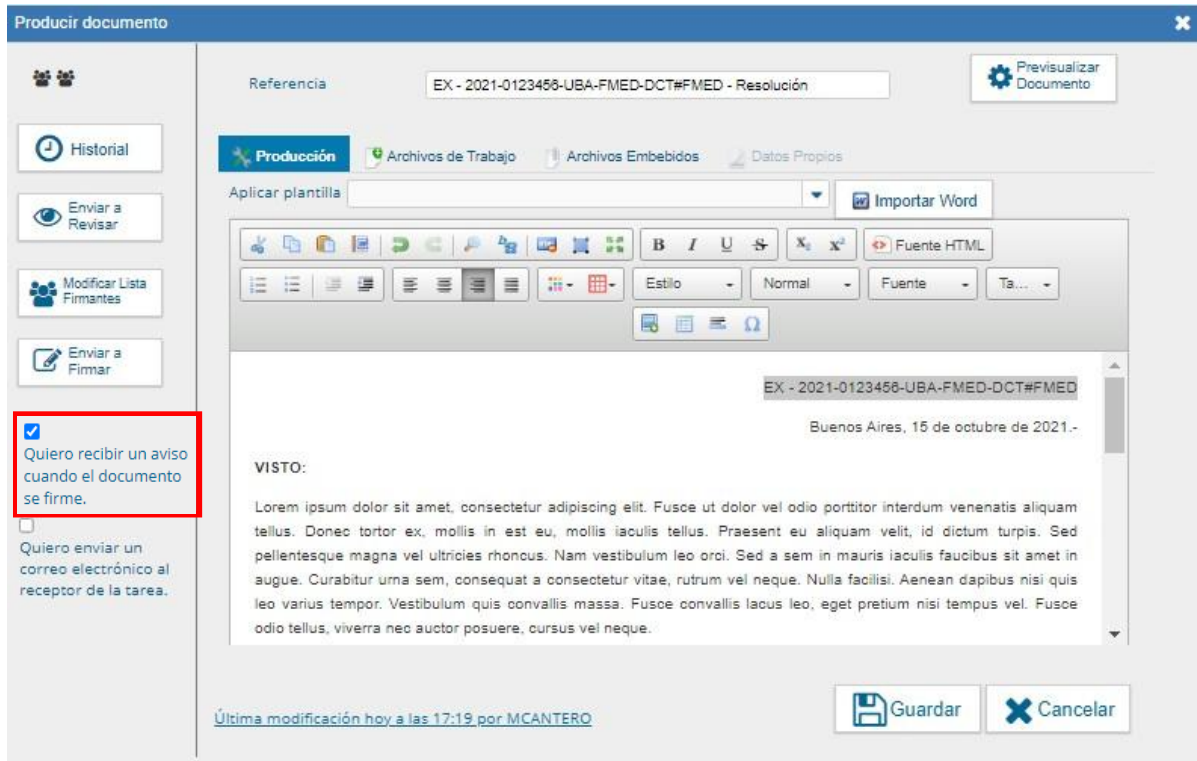 Producir documento
Referencia
EX - 2021-0123456-UBA-FMED-DCT#FMED - Resolución
Previsualizar
Documento
Historial
Enviar a
Revisar
Modificar Lista
Firmantes
Enviar a
Firmar
Quiero recibir un aviso
cuando el documento
se firme.
Quiero enviar un
correo electrónico al
receptor de la tarea.
Producción
Archivos de Trabajo
Archivos Embebidos
Datos Propios
Aplicar plantilla
Importar Word
B I U S X₁ x² Fuente HTML
Estilo
Normal
Fuente
Ta...
Ω
EX - 2021-0123456-UBA-FMED-DCT#FMED
Buenos Aires, 15 de octubre de 2021.-
VISTO:
Lorem ipsum dolor sit amet, consectetur adipiscing elit. Fusce ut dolor vel odio porttitor interdum venenatis aliquam
tellus. Donec tortor ex, mollis in est eu, mollis iaculis tellus. Praesent eu aliquam velit, id dictum turpis. Sed
pellentesque magna vel ultricies rhoncus. Nam vestibulum leo orci. Sed a sem in mauris iaculis faucibus sit amet in
augue. Curabitur urna sem, consequat a consectetur vitae, rutrum vel neque. Nulla facilisi. Aenean dapibus nisi quis
leo varius tempor. Vestibulum quis convallis massa. Fusce convallis lacus leo, eget pretium nisi tempus vel. Fusce
odio tellus, viverra nec auctor posuere, cursus vel neque.
Última modificación hoy a las 17:19 por MCANTERO
Guardar
Cancelar